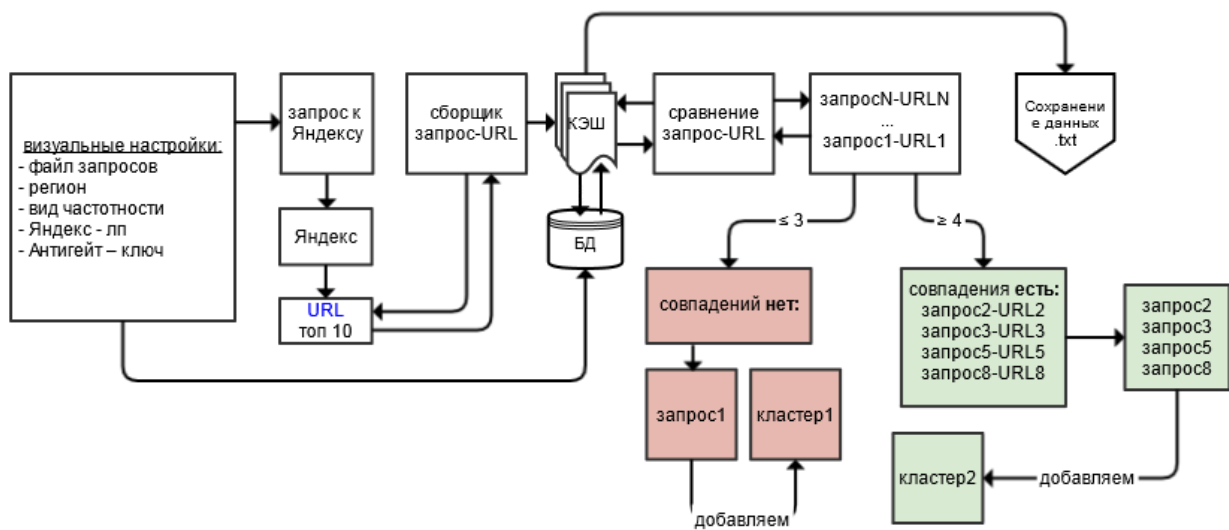 визуальные настройки:
- файл запросов
- регион
- вид частотности
- Яндекс - лп
- Антигейт – ключ
запрос к
Яндексу
Яндекс
URL
топ 10
сборщик
запрос-URL
КЭШ
БД
сравнение
запрос-URL
запросN-URLN
...
запрос1-URL1
Сохранени
е данных
.txt
≤ 3
≥ 4
совпадений нет:
запрос1
кластер1
добавляем
совпадения есть:
запрос2-URL2
запрос3-URL3
запрос5-URL5
запрос8-URL8
запрос2
запрос3
запрос5
запрос8
кластер2
добавляем